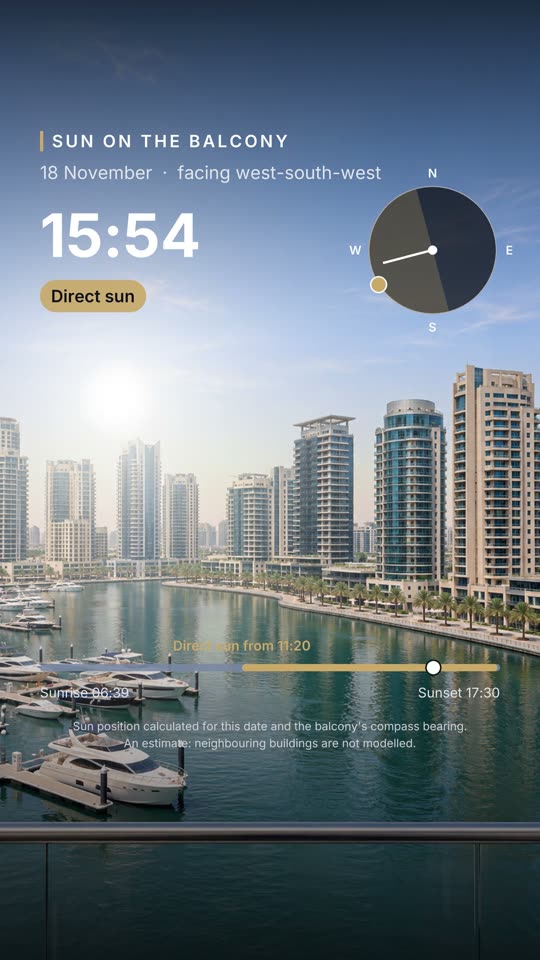 SUN ON THE BALCONY
18 November · facing west-south-west
15:54
Direct sun
N
W
E
S
Direct sun from 11:20
Sunrise 06:39
Sunset 17:30
Sun position calculated for this date and the balcony's compass bearing.
An estimate: neighbouring buildings are not modelled.